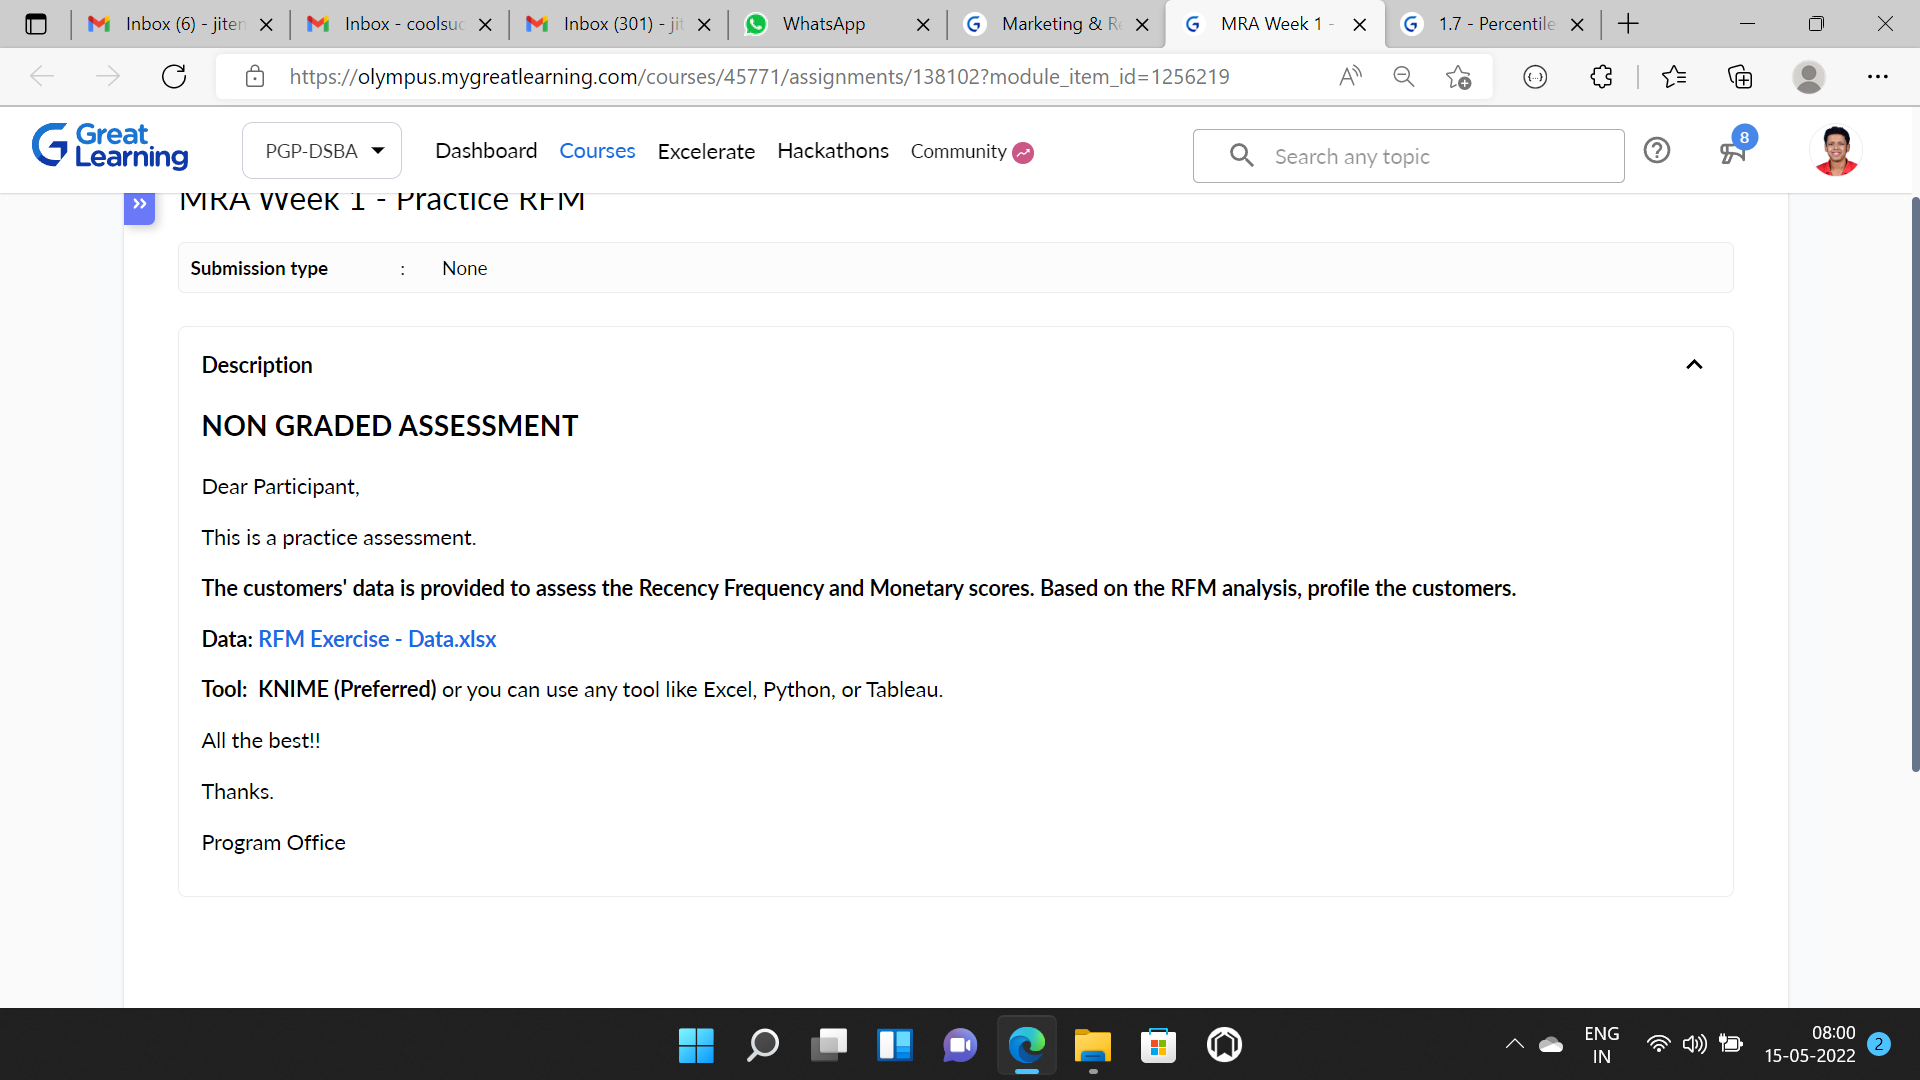 Inbox (6) - jiten
Inbox - coolsuc
Inbox (301) - jit
WhatsApp
Marketing & Re
MRA Week 1 -
1.7 - Percentile
https://olympus.mygreatlearning.com/courses/45771/assignments/138102?module_item_id=1256219
Great Learning
PGP-DSBA
Dashboard
Courses
Excelerate
Hackathons
Community
Search any topic
8
MRA Week 1 - Practice RFM
Submission type : None
Description
NON GRADED ASSESSMENT
Dear Participant,
This is a practice assessment.
The customers' data is provided to assess the Recency Frequency and Monetary scores. Based on the RFM analysis, profile the customers.
Data: RFM Exercise - Data.xlsx
Tool: KNIME (Preferred) or you can use any tool like Excel, Python, or Tableau.
All the best!!
Thanks.
Program Office
ENG
IN
08:00
15-05-2022
2